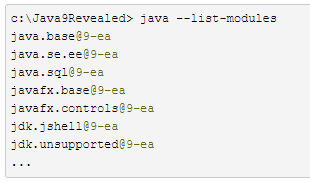 c:\Java9Revealed> java --list-modules
java.base@9-ea
java.se.ee@9-ea
java.sql@9-ea
javafx.base@9-ea
javafx.controls@9-ea
jdk.jshell@9-ea
jdk.unsupported@9-ea
...